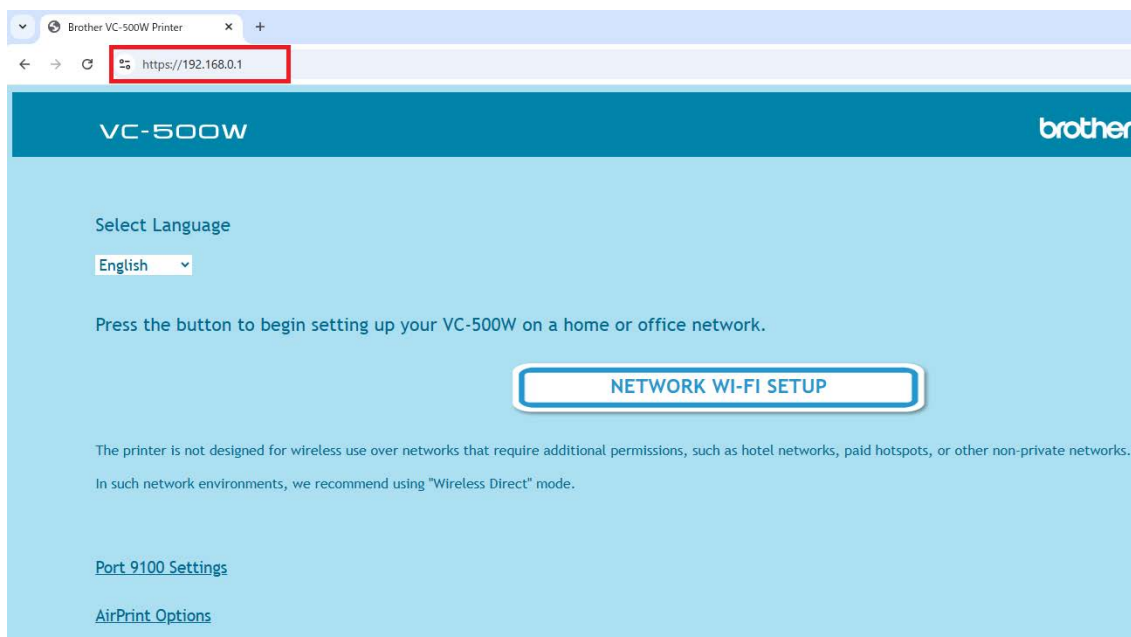 Brother VC-500W Printer
https://192.168.0.1
VC-500W
brother
Select Language
English
Press the button to begin setting up your VC-500W on a home or office network.
NETWORK WI-FI SETUP
The printer is not designed for wireless use over networks that require additional permissions, such as hotel networks, paid hotspots, or other non-private networks.
In such network environments, we recommend using "Wireless Direct" mode.
Port 9100 Settings
AirPrint Options